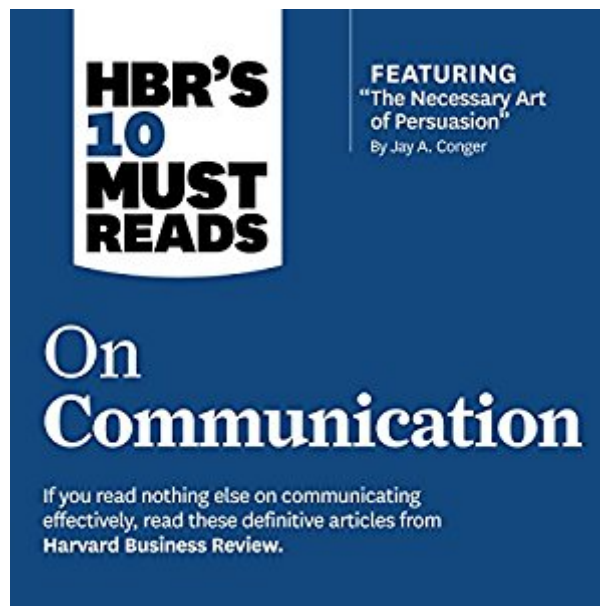 HBR'S
10
MUST
READS
FEATURING
"The Necessary Art
of Persuasion"
By Jay A. Conger
On
Communication
If you read nothing else on communicating
effectively, read these definitive articles from
Harvard Business Review.